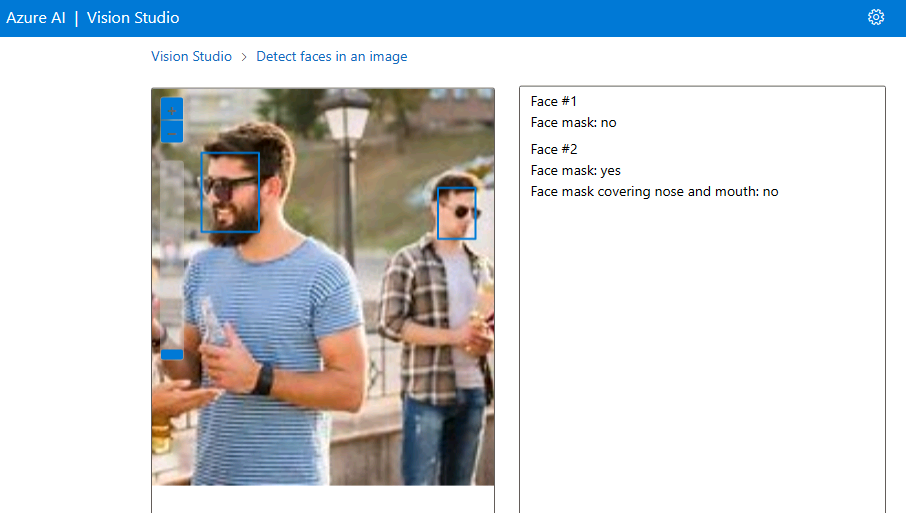 Azure AI | Vision Studio
Vision Studio > Detect faces in an image
Face #1
Face mask: no
Face #2
Face mask: yes
Face mask covering nose and mouth: no